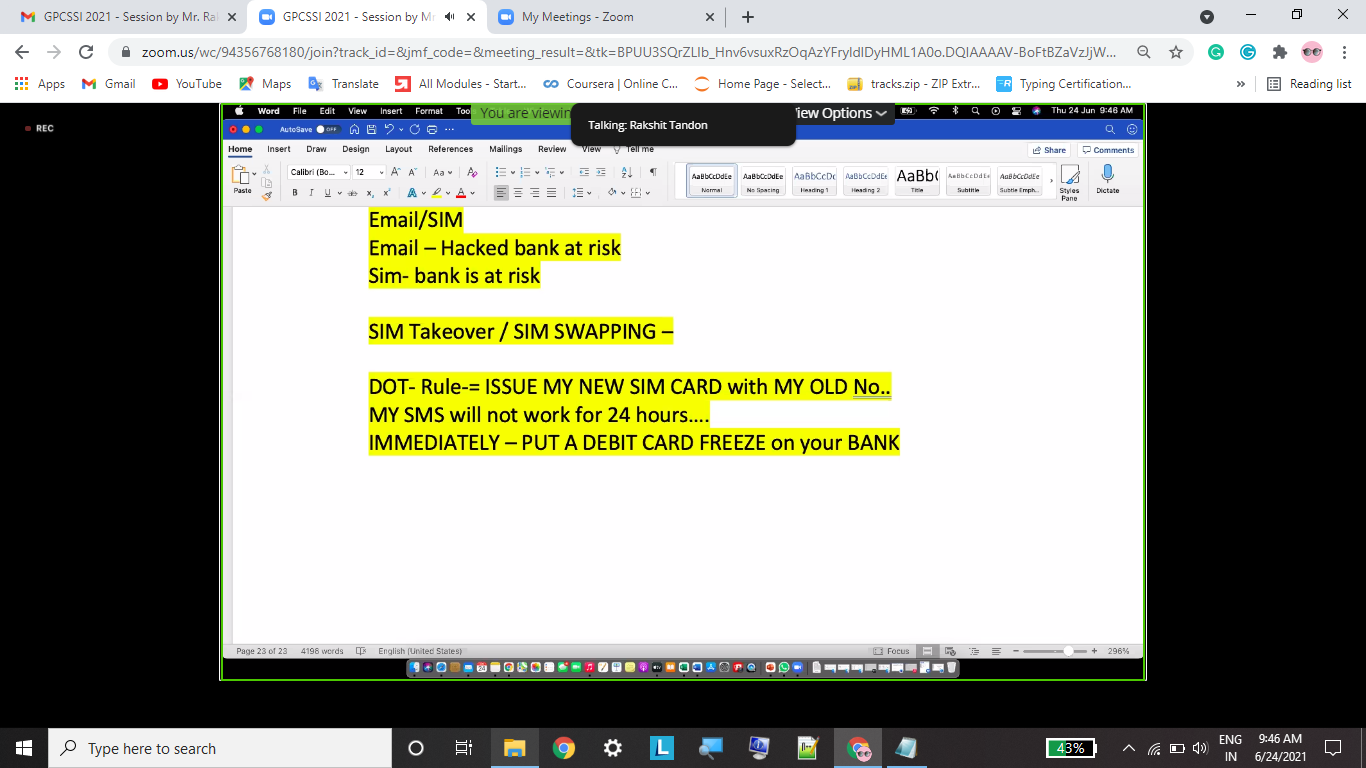 GPCSSI 2021 - Session by Mr. Ra
GPCSSI 2021 - Session by Mr
My Meetings - Zoom
zoom.us/wc/94356768180/join?track_id=&jmf_code=&meeting_result=&tk=BPUU3SQrZLlb_Hnv6vsuxRzOqAzYFryIdIDyHML1A0o.DQIAAAAV-BoFtBZaVzJjW...
Apps Gmail YouTube Maps Translate All Modules - Start... Coursera | Online C... Home Page - Select... tracks.zip - ZIP Extr... Typing Certification... » Reading list
REC
Word File Edit View Insert Format Too
You are viewin
iew Options
Thu 24 Jun 9:46 AM
Talking: Rakshit Tandon
AutoSave OFF
Home Insert Draw Design Layout References Mailings Review View Tell me
Share Comments
Paste
Calibri (Bo... 12
AaBbCcDdEe AaBbCcDdEe AaBbCcDc AaBbCcDdEe AaBb( AaBbCcDdEe AaBbCcDdEe
Normal No Spacing Heading 1 Heading 2 Title Subtitle Subtle Emph...
Styles
Pane
Dictate
Email/SIM
Email – Hacked bank at risk
Sim- bank is at risk
SIM Takeover / SIM SWAPPING –
DOT- Rule-= ISSUE MY NEW SIM CARD with MY OLD No..
MY SMS will not work for 24 hours....
IMMEDIATELY – PUT A DEBIT CARD FREEZE on your BANK
Page 23 of 23 4196 words English (United States) Focus 296%
Type here to search
43%
ENG
IN
9:46 AM
6/24/2021